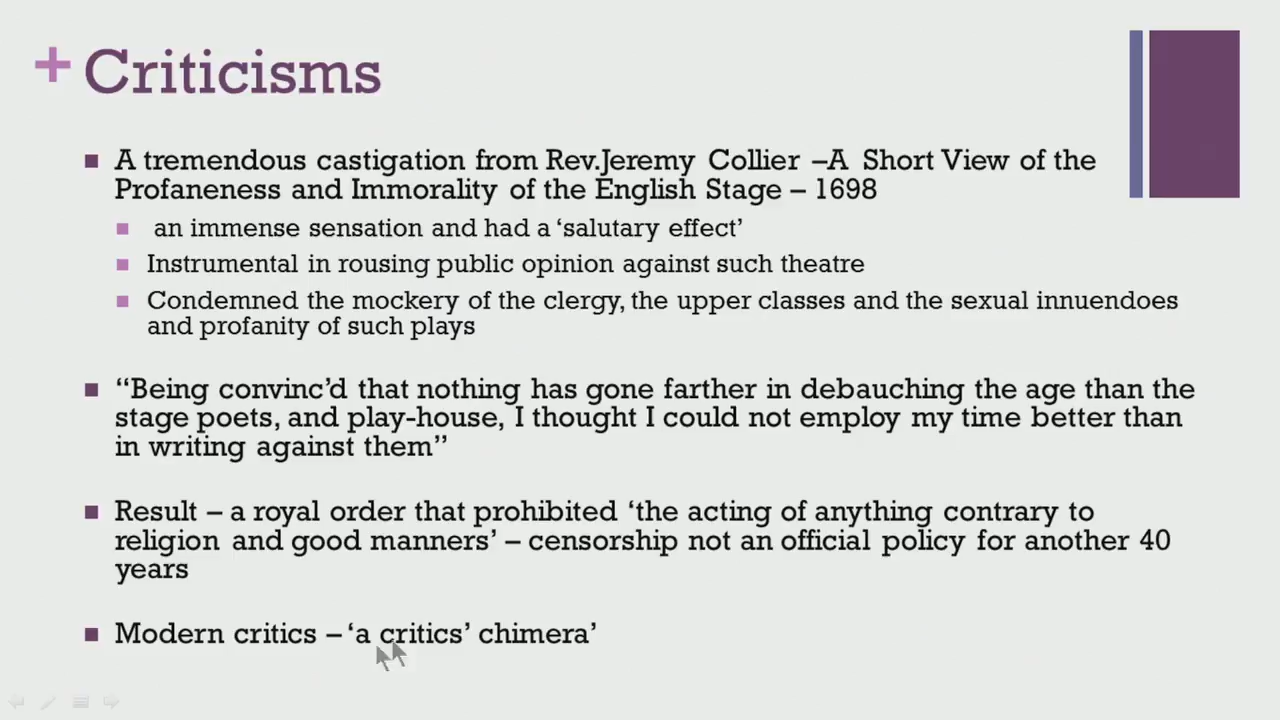 + Criticisms
A tremendous castigation from Rev.Jeremy Collier –A Short View of the
Profaneness and Immorality of the English Stage – 1698
an immense sensation and had a ‘salutary effect’
Instrumental in rousing public opinion against such theatre
Condemned the mockery of the clergy, the upper classes and the sexual innuendoes
and profanity of such plays
“Being convinc’d that nothing has gone farther in debauching the age than the
stage poets, and play-house, I thought I could not employ my time better than
in writing against them”
Result – a royal order that prohibited ‘the acting of anything contrary to
religion and good manners’ – censorship not an official policy for another 40
years
Modern critics – ‘a critics’ chimera’